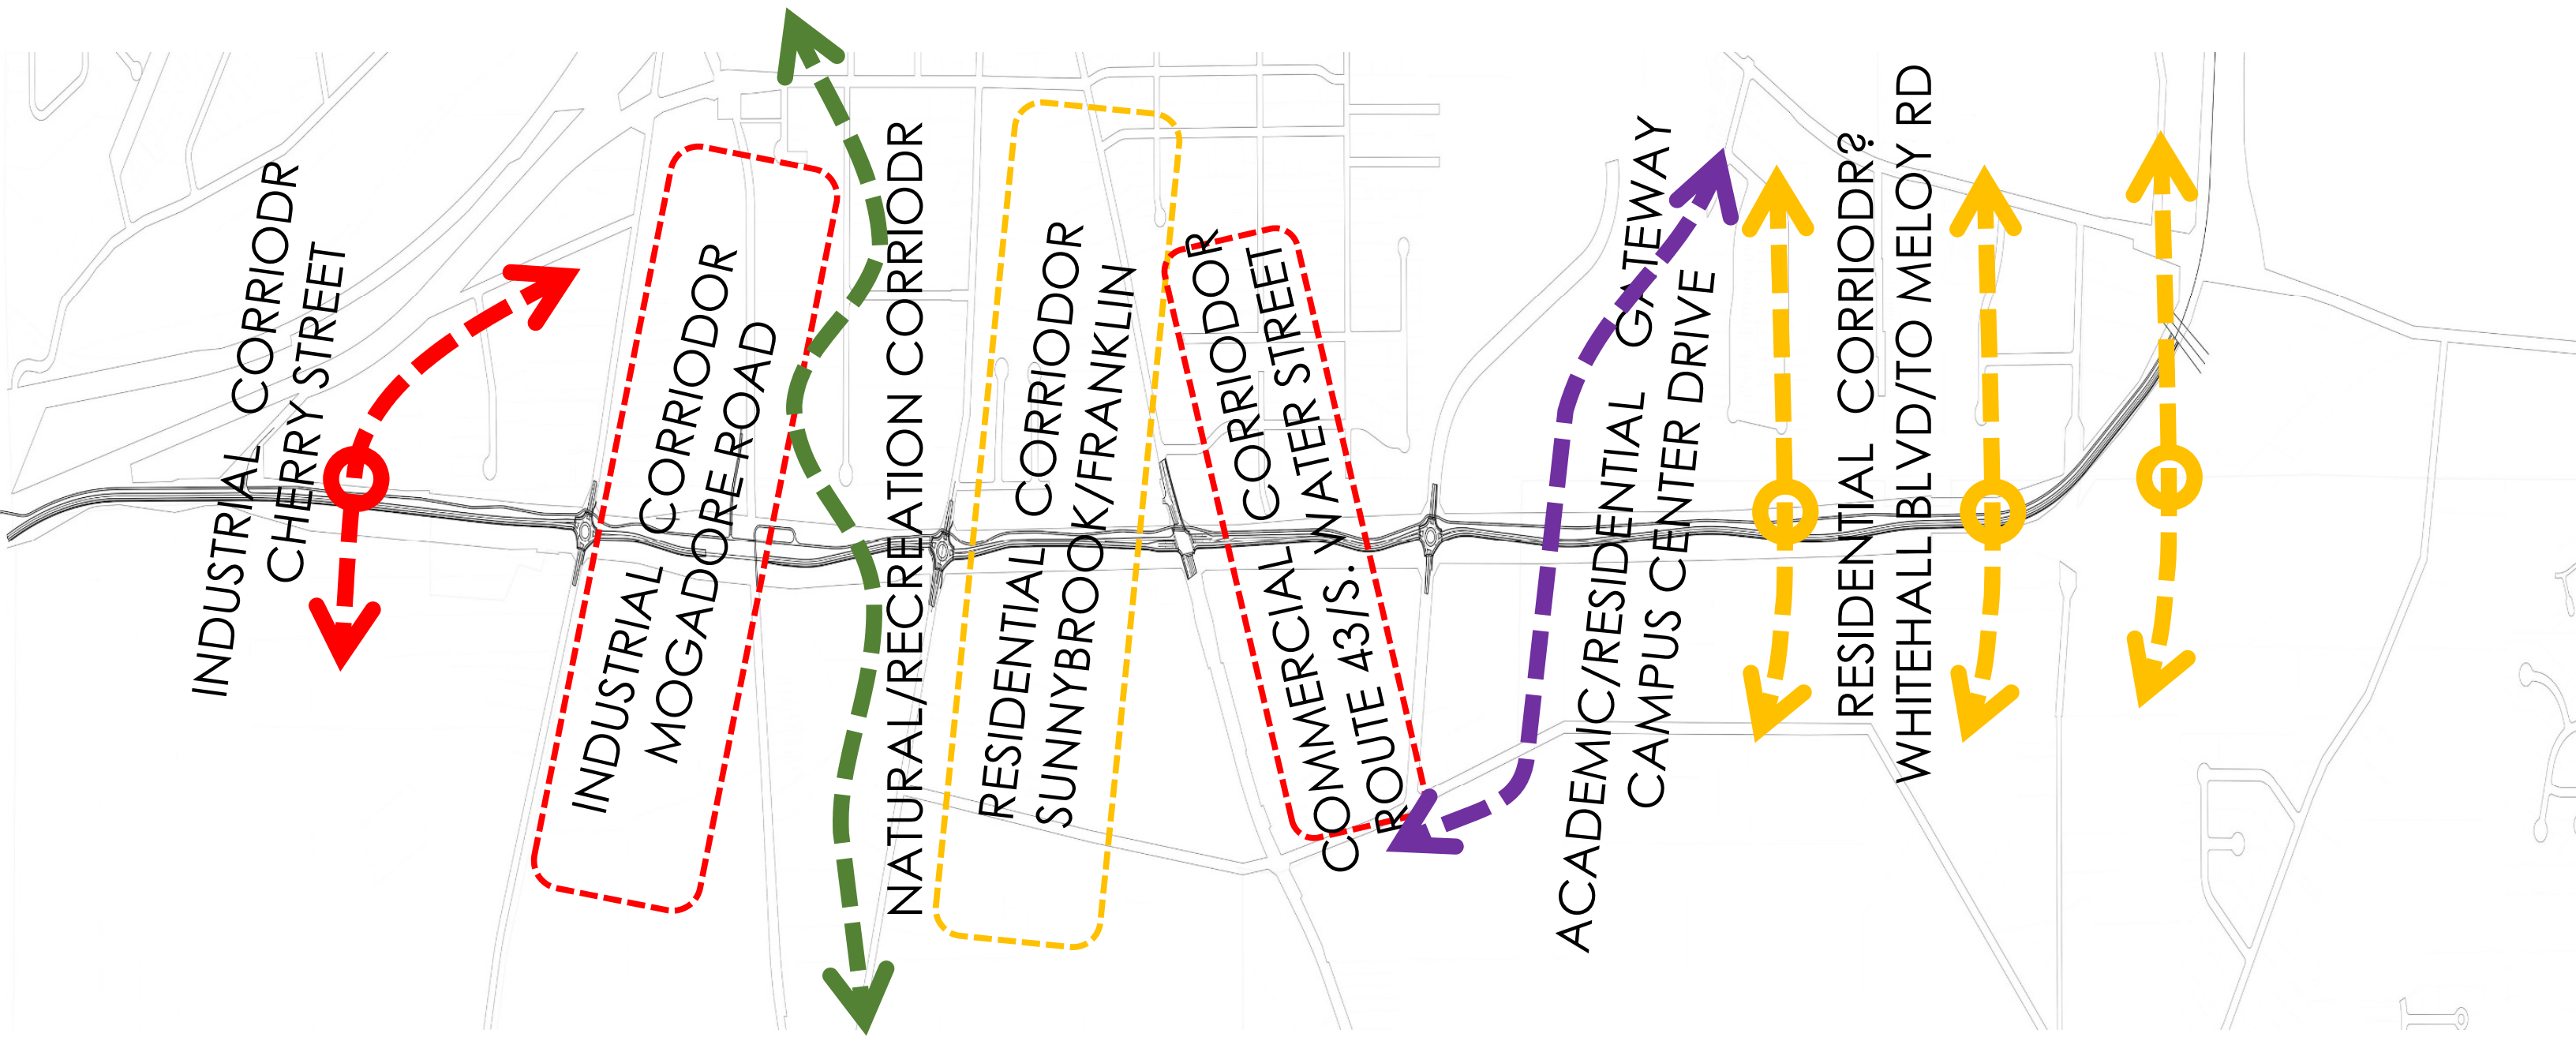 INDUSTRIAL CORRIODR
CHERRY STREET
INDUSTRIAL CORRIODOR
MOGADORE ROAD
NATURAL/RECREATION CORRIODR
RESIDENTIAL CORRIODOR
SUNNYBROOK/FRANKLIN
COMMERCIAL CORRIDOR
ROUTE 43/S. WATER STREET
ACADEMIC/RESIDENTIAL GATEWAY
CAMPUS CENTER DRIVE
RESIDENTIAL CORRIODR?
WHITEHALL BLVD/TO MELOY RD